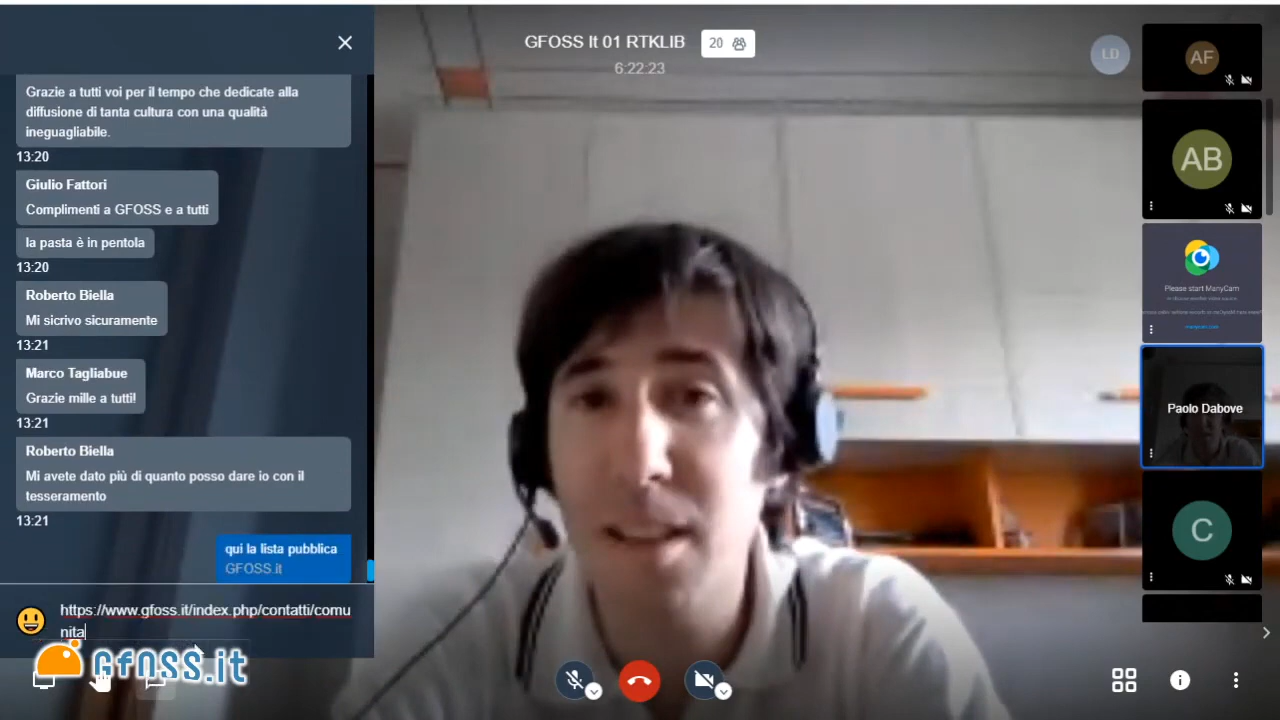 Grazie a tutti voi per il tempo che dedicate alla
diffusione di tanta cultura con una qualità
ineguagliabile.
13:20
Giulio Fattori
Complimenti a GFOSS e a tutti
la pasta è in pentola
13:20
Roberto Biella
Mi sicrivo sicuramente
13:21
Marco Tagliabue
Grazie mille a tutti!
13:21
Roberto Biella
Mi avete dato più di quanto posso dare io con il
tesseramento
13:21
qui la lista pubblica
GFOSS.it
https://www.gfoss.it/index.php/contatti/comu
nita
GFOSS.it
GFOSS It 01 RTKLIB
20
6:22:23
LD
AF
AB
Please start ManyCam
Paolo Dabove
C